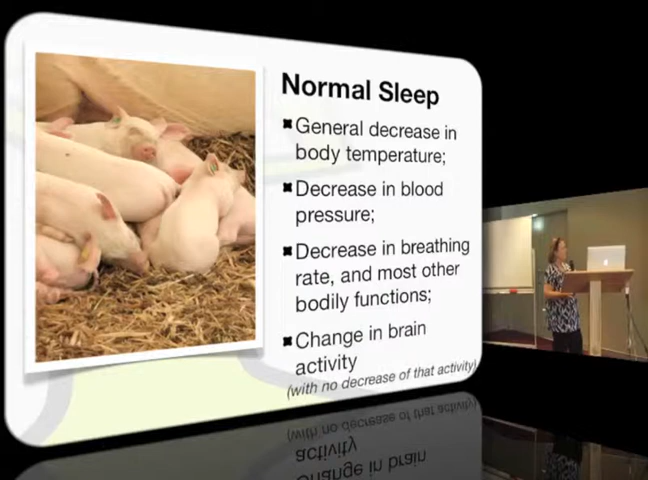 Normal Sleep
General decrease in
body temperature;
Decrease in blood
pressure;
Decrease in breathing
rate, and most other
bodily functions;
Change in brain
activity
(with no decrease of that activity)